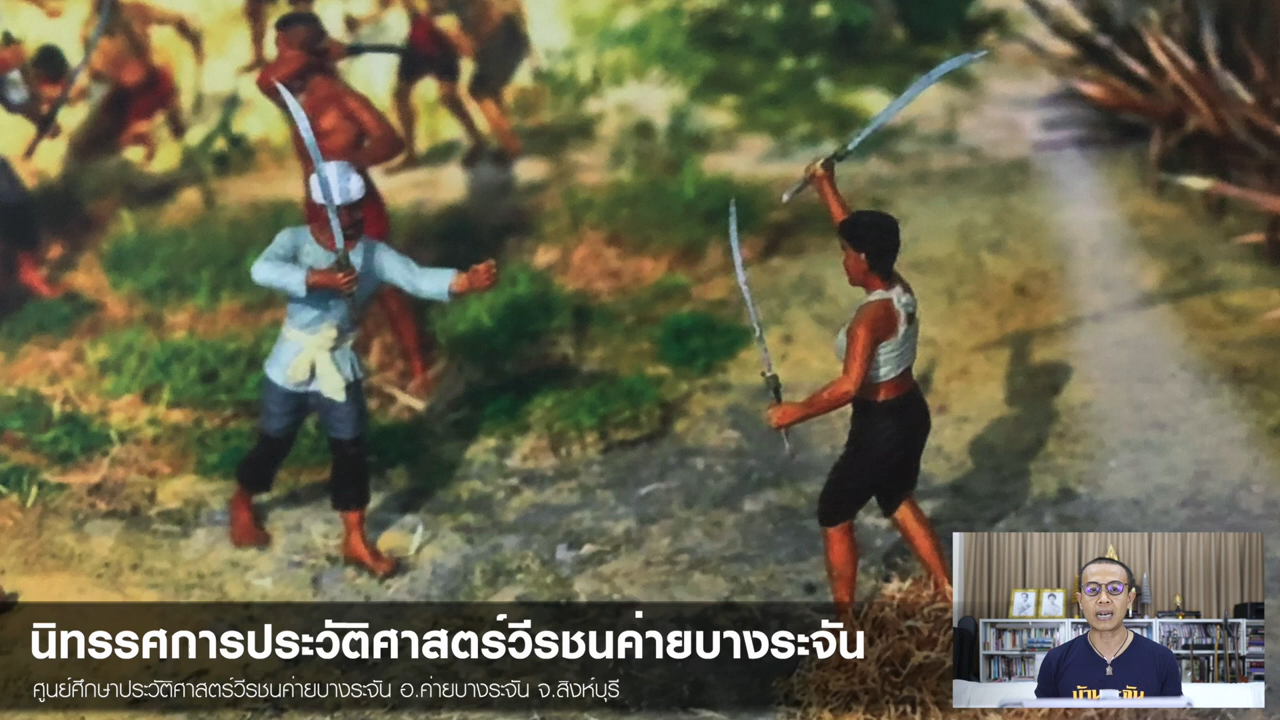 นิทรรศการประวัติศาสตร์วีรชนค่ายบางระจัน
ศูนย์ศึกษาประวัติศาสตร์วีรชนค่ายบางระจัน อ.ค่ายบางระจัน จ.สิงห์บุรี